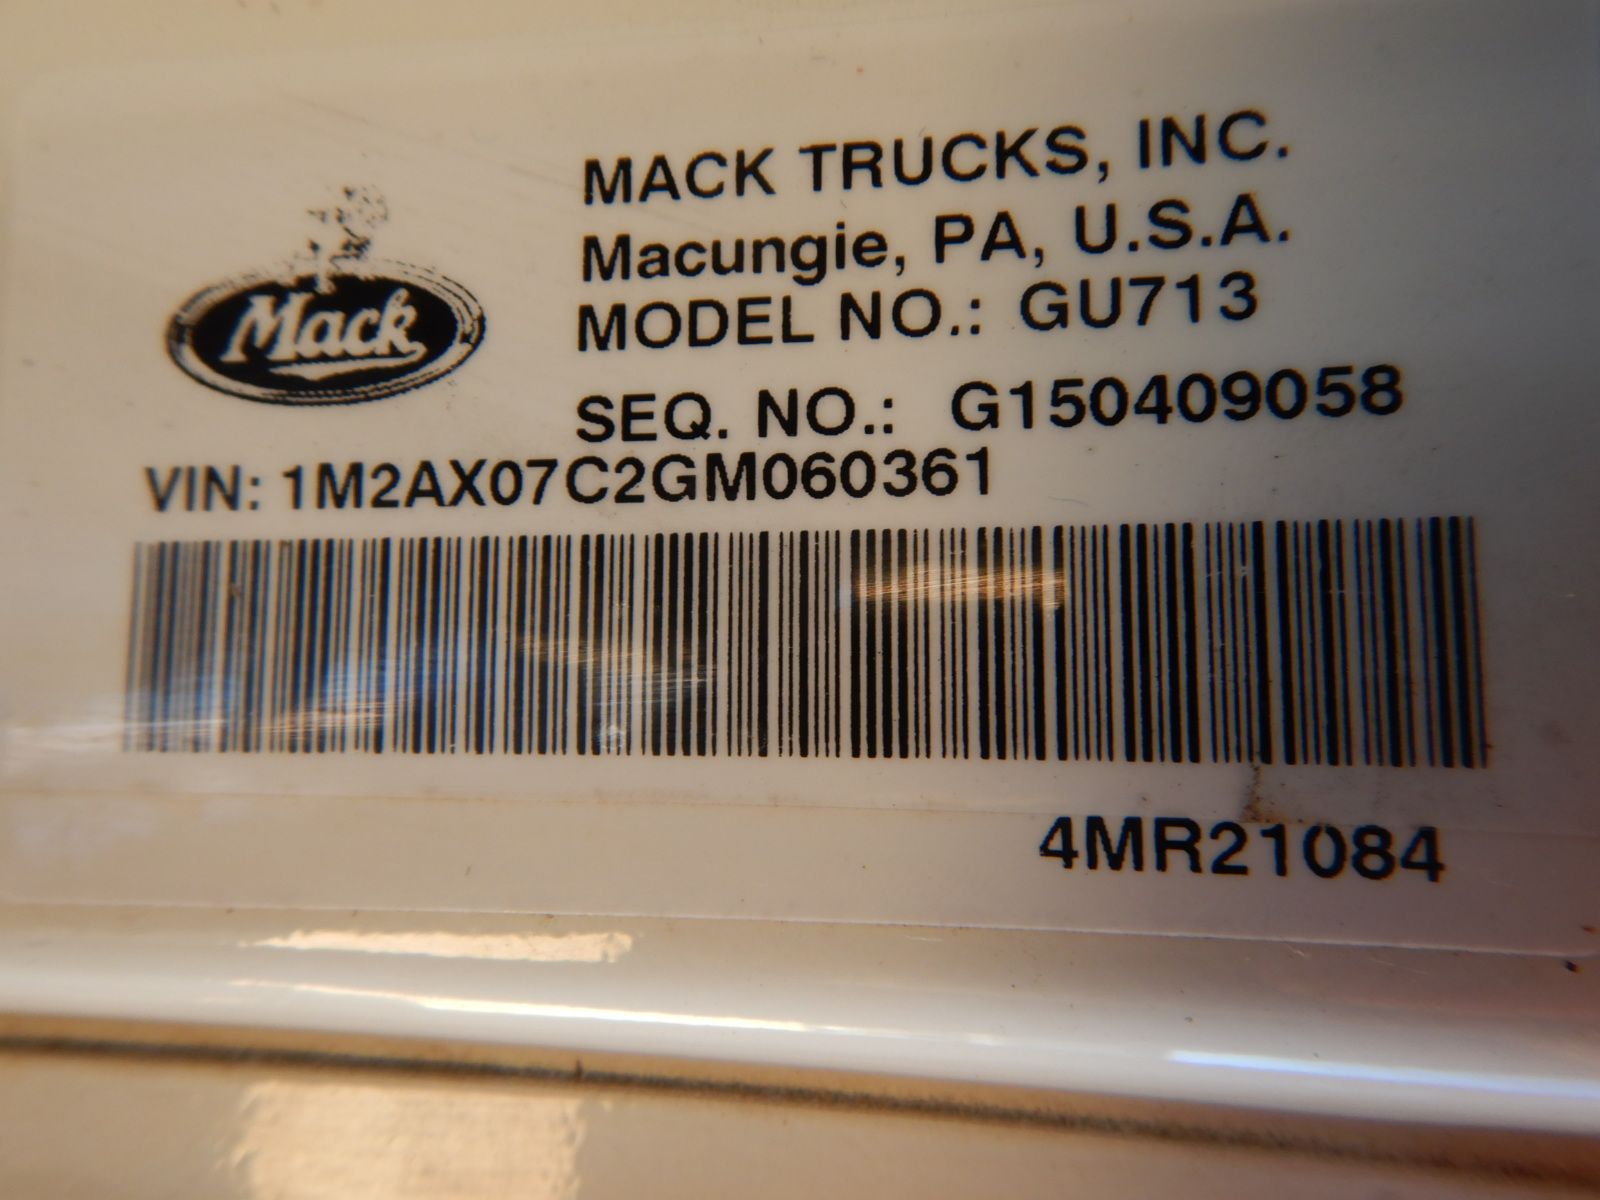 MACK TRUCKS, INC.
Macungie, PA, U.S.A.
Mack
MODEL NO.: GU713
SEQ. NO.: G150409058
VIN: 1M2AX07C2GM060361
4MR21084